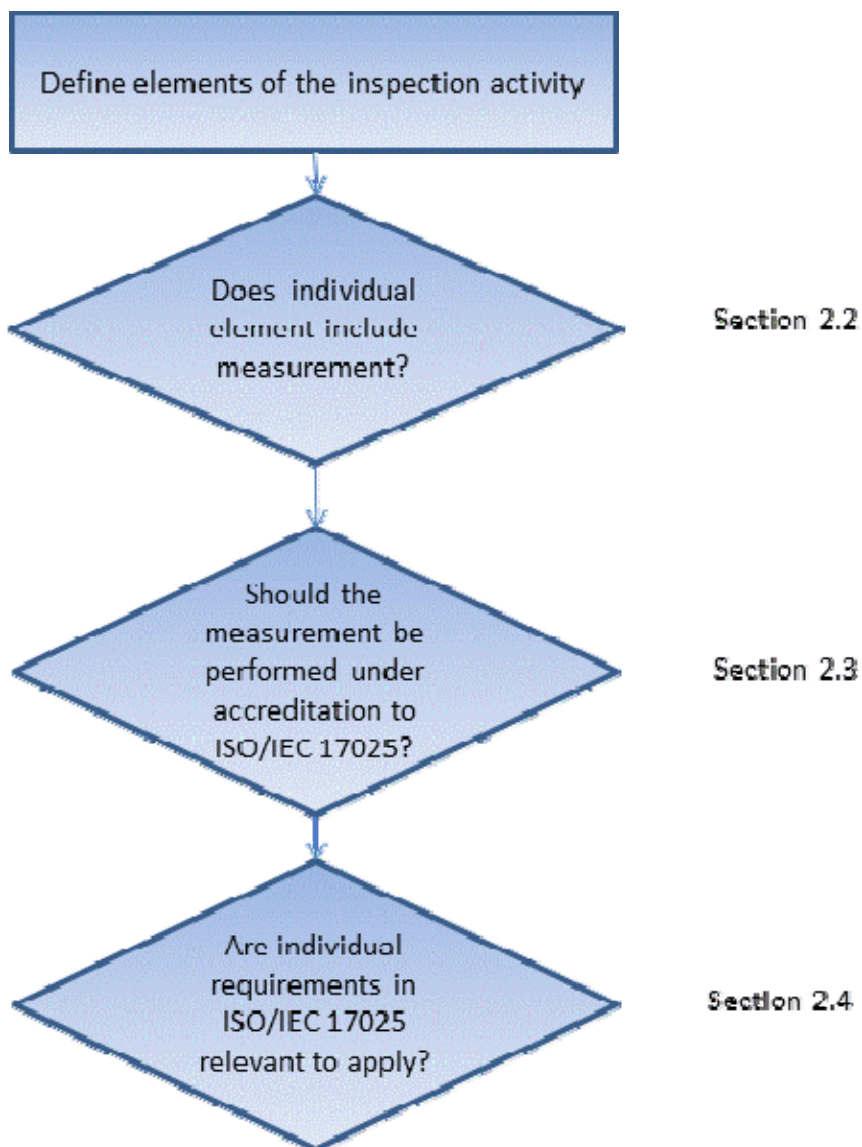 Define elements of the inspection activity
Does individual
element include
measurement?
Section 2.2
Should the
measurement be
performed under
accreditation to
ISO/IEC 17025?
Section 2.3
Are individual
requirements in
ISO/IEC 17025
relevant to apply?
Section 2.4